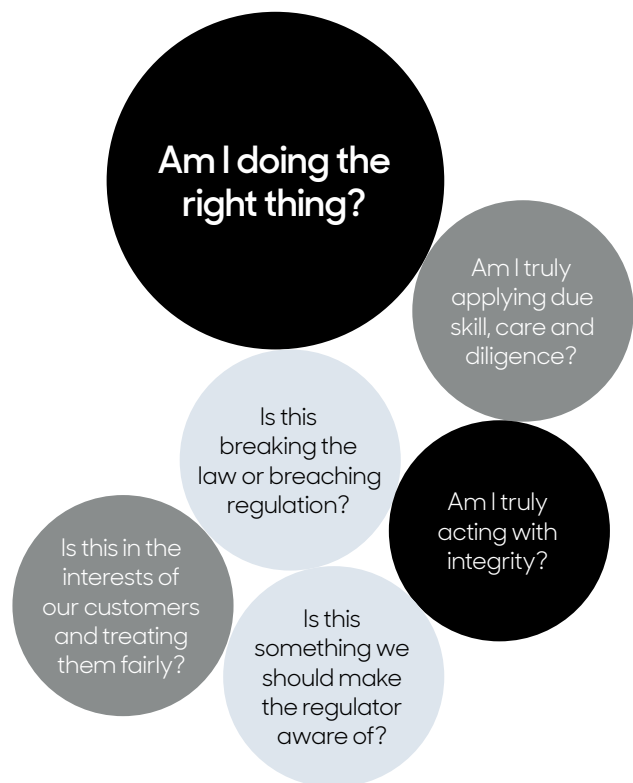 Am I doing the
right thing?
Am I truly
applying due
skill, care and
diligence?
Is this
breaking the
law or breaching
regulation?
Am I truly
acting with
integrity?
Is this in the
interests of
our customers
and treating
them fairly?
Is this
something we
should make
the regulator
aware of?